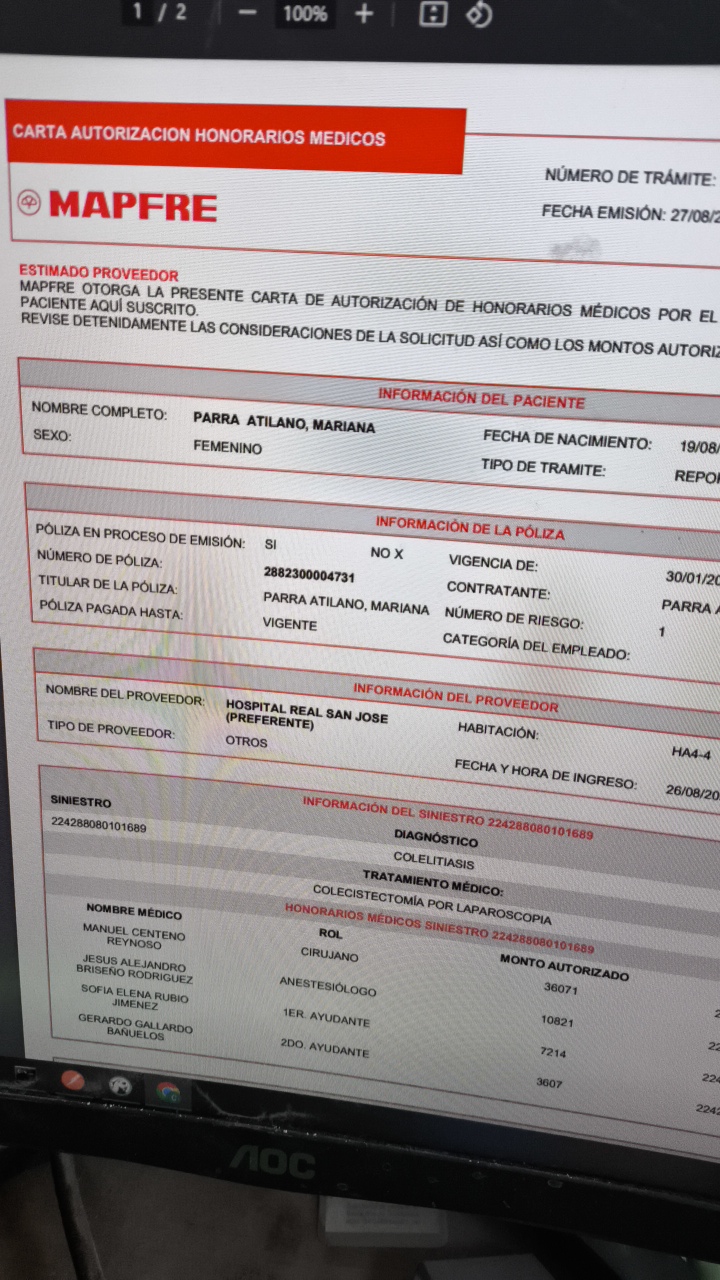 1 / 2 — 100% +
CARTA AUTORIZACION HONORARIOS MEDICOS
MAPFRE
NÚMERO DE TRÁMITE:
FECHA EMISIÓN: 27/08/2
ESTIMADO PROVEEDOR
MAPFRE OTORGA LA PRESENTE CARTA DE AUTORIZACIÓN DE HONORARIOS MÉDICOS POR EL
PACIENTE AQUÍ SUSCRITO.
REVISE DETENIDAMENTE LAS CONSIDERACIONES DE LA SOLICITUD ASÍ COMO LOS MONTOS AUTORIZ
INFORMACIÓN DEL PACIENTE
NOMBRE COMPLETO: PARRA ATILANO, MARIANA FECHA DE NACIMIENTO: 19/08/
SEXO: FEMENINO TIPO DE TRAMITE: REPOR
INFORMACIÓN DE LA PÓLIZA
PÓLIZA EN PROCESO DE EMISIÓN: SI NO X VIGENCIA DE: 30/01/20
NÚMERO DE PÓLIZA: 2882300004731 CONTRATANTE: PARRA A
TITULAR DE LA PÓLIZA: PARRA ATILANO, MARIANA NÚMERO DE RIESGO: 1
PÓLIZA PAGADA HASTA: VIGENTE CATEGORÍA DEL EMPLEADO:
INFORMACIÓN DEL PROVEEDOR
NOMBRE DEL PROVEEDOR: HOSPITAL REAL SAN JOSE HABITACIÓN: HA4-4
(PREFERENTE)
TIPO DE PROVEEDOR: OTROS FECHA Y HORA DE INGRESO: 26/08/20
INFORMACIÓN DEL SINIESTRO 224288080101689
SINIESTRO DIAGNÓSTICO
224288080101689 COLELITIASIS
TRATAMIENTO MÉDICO:
COLECISTECTOMÍA POR LAPAROSCOPIA
HONORARIOS MÉDICOS SINIESTRO 224288080101689
NOMBRE MÉDICO ROL MONTO AUTORIZADO
MANUEL CENTENO CIRUJANO 36071
REYNOSO
JESUS ALEJANDRO ANESTESIÓLOGO 10821 2
BRISEÑO RODRIGUEZ
SOFIA ELENA RUBIO 1ER. AYUDANTE 7214 22
JIMENEZ
GERARDO GALLARDO 2DO. AYUDANTE 3607 224
BAÑUELOS
2242
AOC